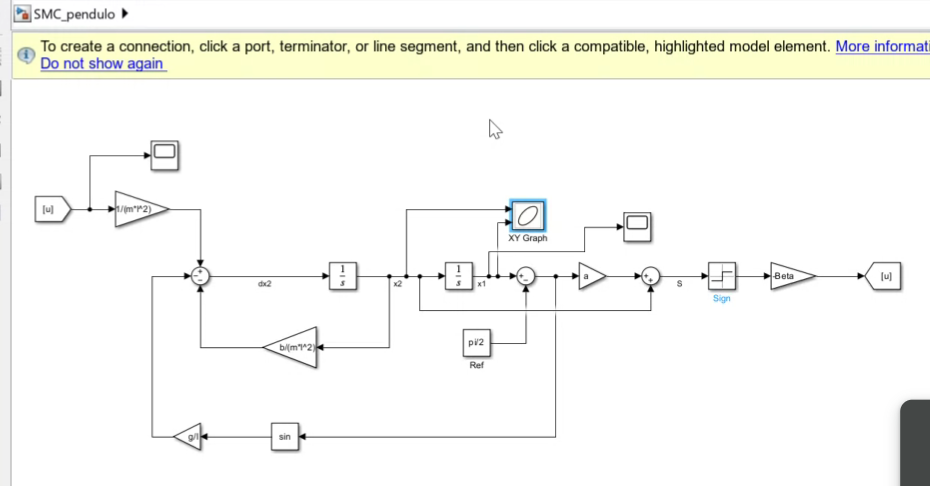 SMC_pendulo
To create a connection, click a port, terminator, or line segment, and then click a compatible, highlighted model element. More informati
Do not show again
[u]
1/(m*l^2)
XY Graph
dx2
1
s
x2
1
s
x1
a
S
Sign
-Beta
[u]
b/(m*l^2)
pi/2
Ref
g/l
sin